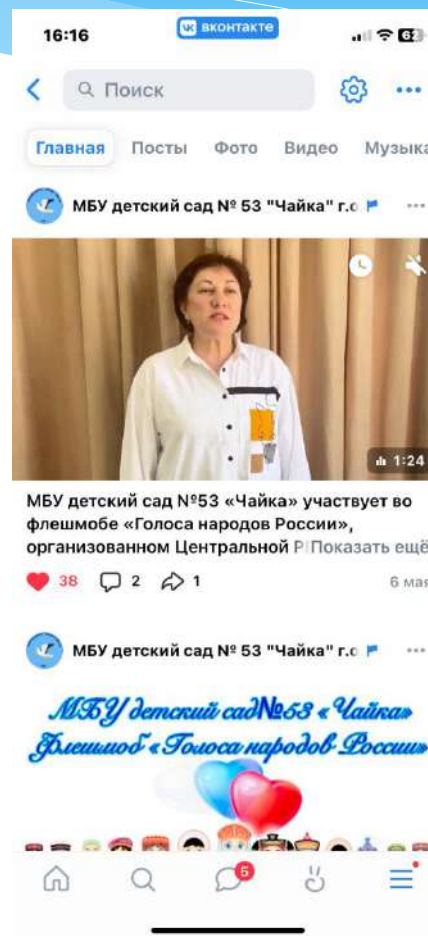 16:16
вконтакте
63
Поиск
Главная Посты Фото Видео Музыка
МБУ детский сад № 53 "Чайка" г.о
1:24
МБУ детский сад №53 «Чайка» участвует во
флешмобе «Голоса народов России»,
организованном Центральной Р Показать ещё
38 2 1 6 мая
МБУ детский сад № 53 "Чайка" г.о
МБУ детский сад№53 « Чайка»
Флешмоб « Голоса народов России»
5